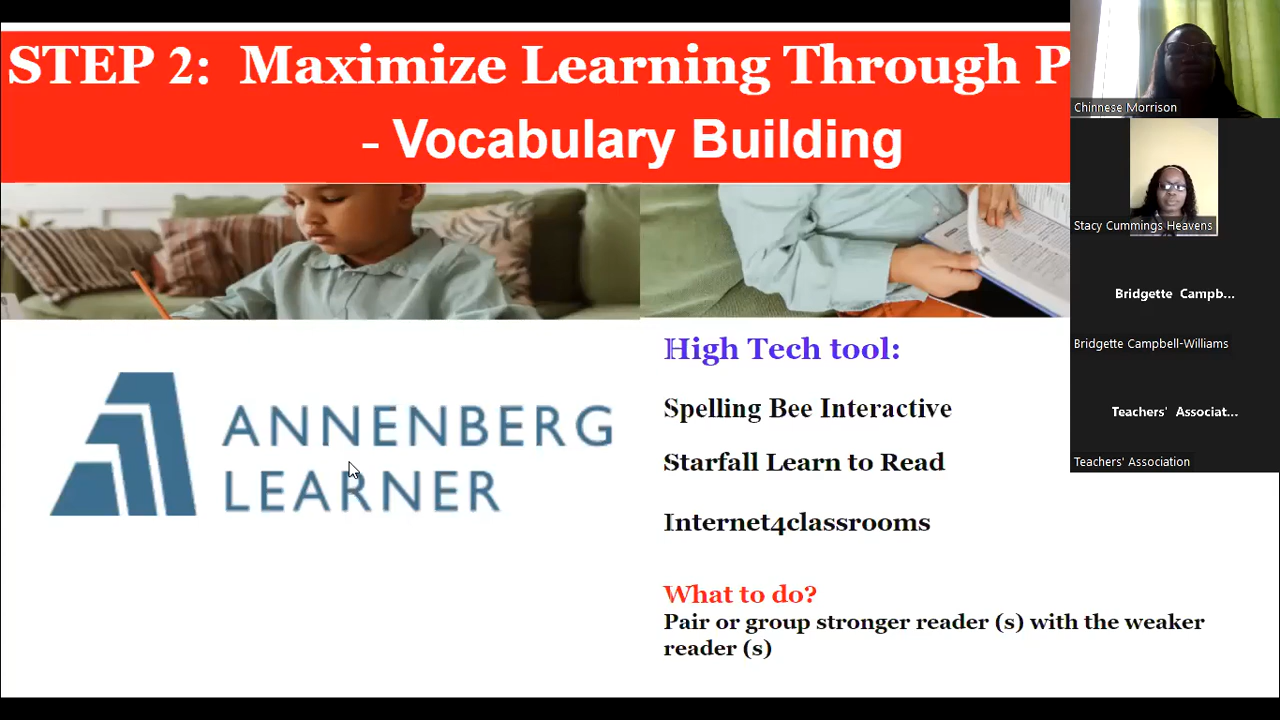 STEP 2: Maximize Learning Through P
- Vocabulary Building
ANNENBERG
LEARNER
High Tech tool:
Spelling Bee Interactive
Starfall Learn to Read
Internet4classrooms
What to do?
Pair or group stronger reader (s) with the weaker
reader (s)
Chinnese Morrison
Stacy Cummings Heavens
Bridgette Campb...
Bridgette Campbell-Williams
Teachers' Associat...
Teachers' Association